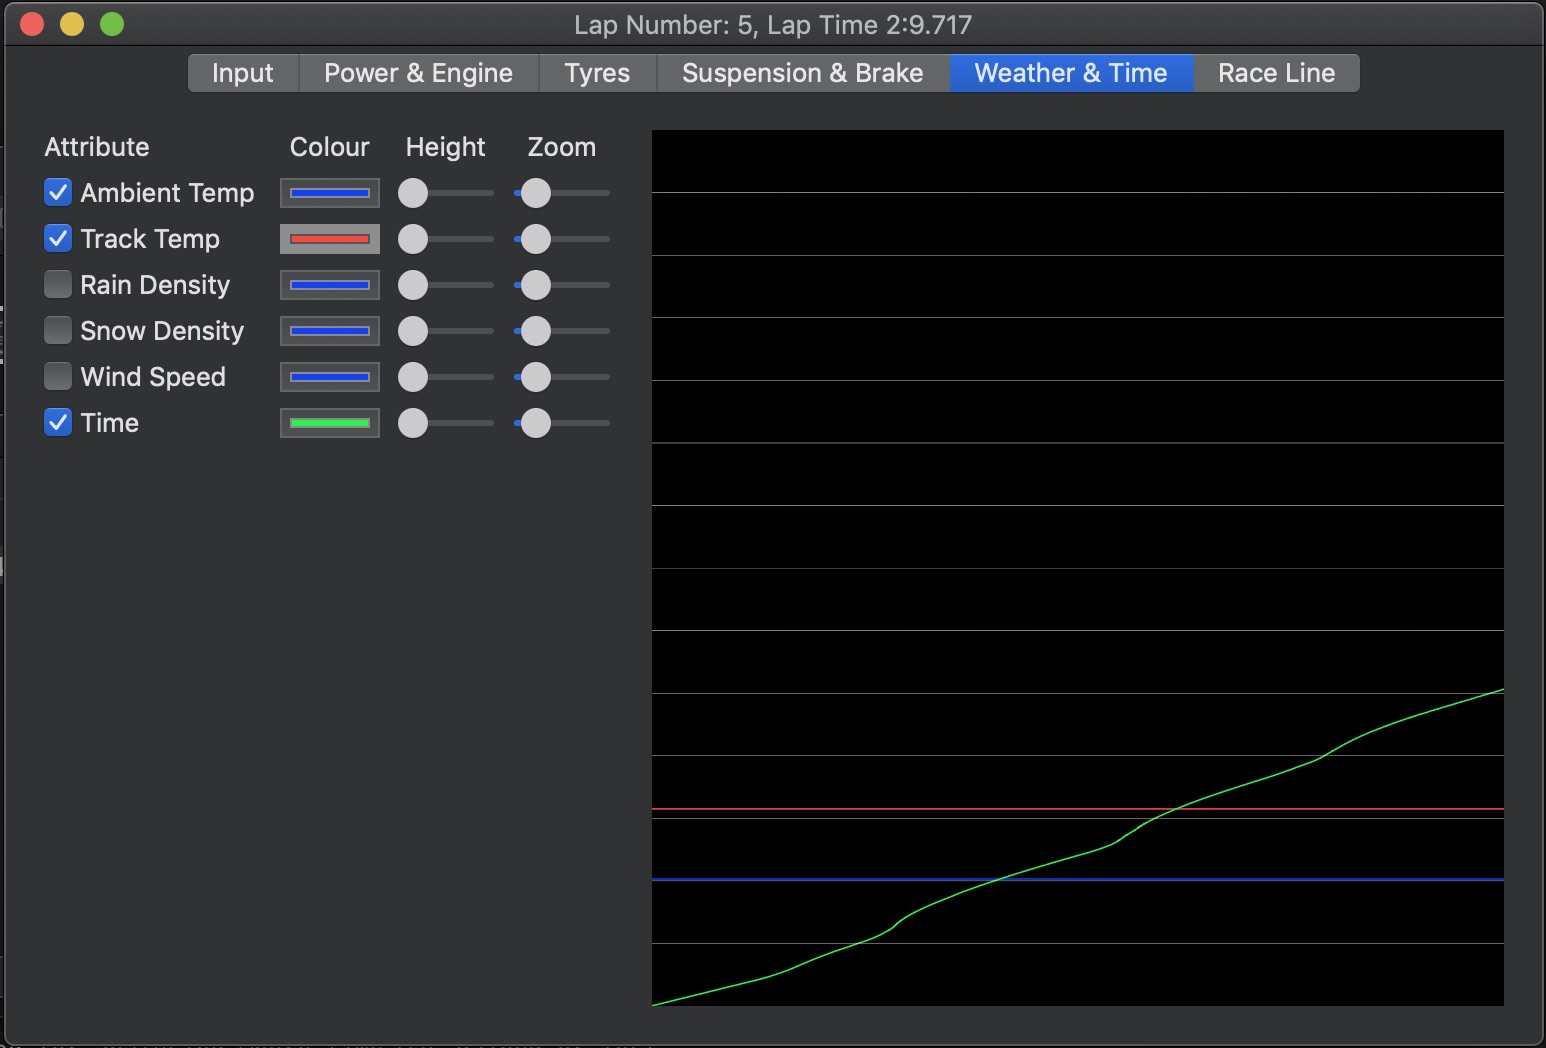 Lap Number: 5, Lap Time 2:9.717
Input Power & Engine Tyres Suspension & Brake Weather & Time Race Line
Attribute Colour Height Zoom
Ambient Temp
Track Temp
Rain Density
Snow Density
Wind Speed
Time